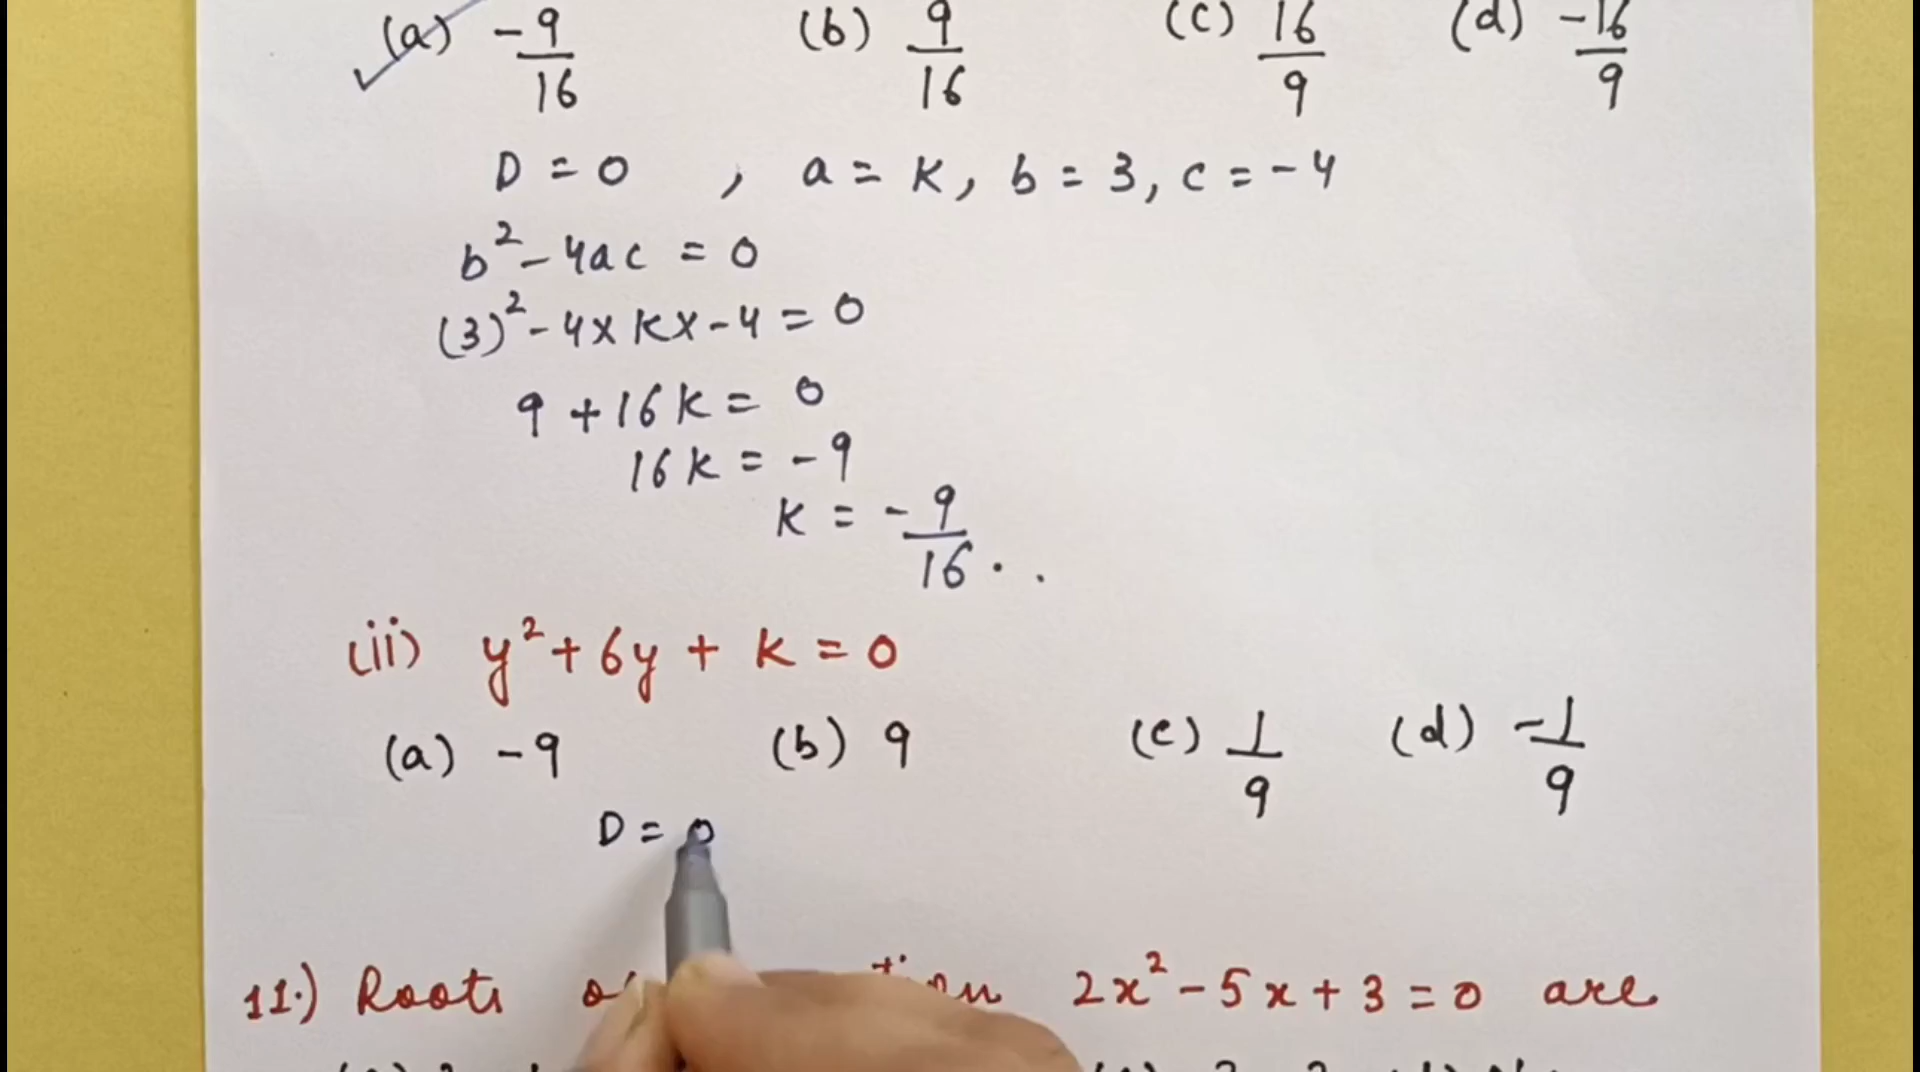 (a) -9/16 (b) 9/16 (c) 16/9 (d) -16/9
D = 0 , a = K, b = 3, c = -4
b² - 4ac = 0
(3)² - 4 x K x -4 = 0
9 + 16K = 0
16K = -9
K = -9/16 . .
(ii) y² + 6y + K = 0
(a) -9 (b) 9 (c) 1/9 (d) -1/9
D = 0
11.) Roots 2x² - 5x + 3 = 0 are